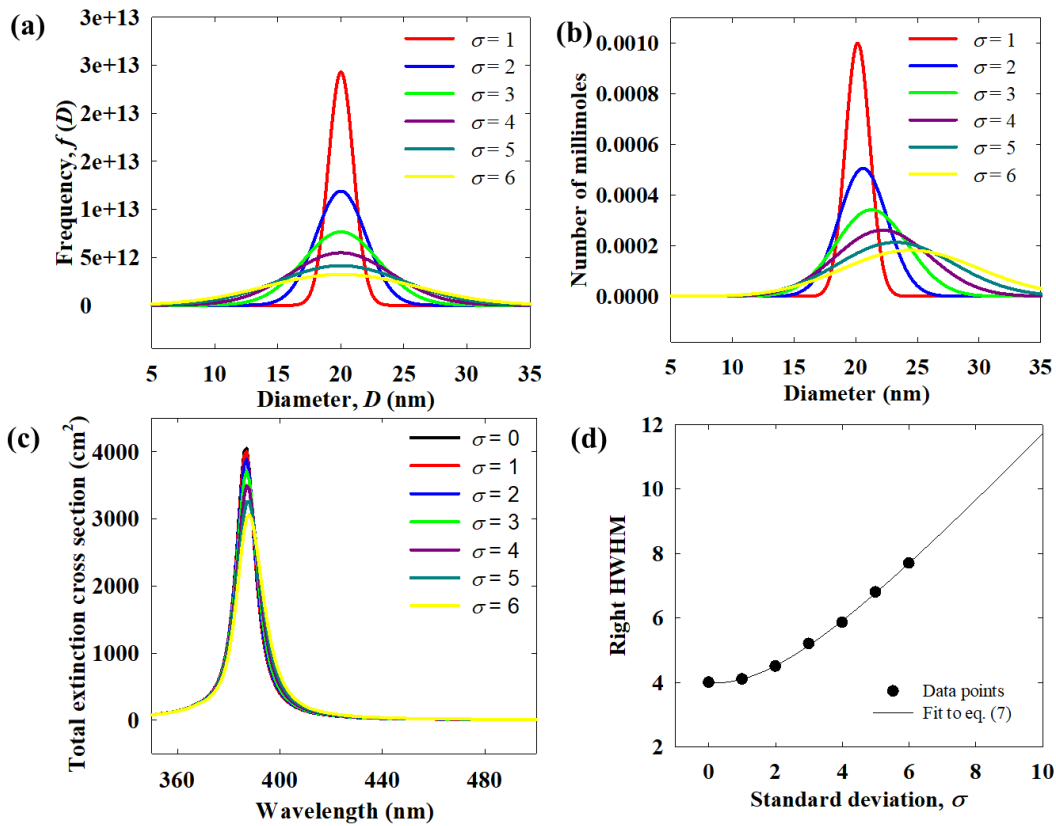 (a)
Frequency, f (D)
3e+13
3e+13
2e+13
2e+13
1e+13
5e+12
0
5 10 15 20 25 30 35
Diameter, D (nm)
σ = 1
σ = 2
σ = 3
σ = 4
σ = 5
σ = 6
(b)
Number of millimoles
0.0010
0.0008
0.0006
0.0004
0.0002
0.0000
5 10 15 20 25 30 35
Diameter (nm)
σ = 1
σ = 2
σ = 3
σ = 4
σ = 5
σ = 6
(c)
Total extinction cross section (cm²)
4000
3000
2000
1000
0
360 400 440 480
Wavelength (nm)
σ = 0
σ = 1
σ = 2
σ = 3
σ = 4
σ = 5
σ = 6
(d)
Right HWHM
12
10
8
6
4
2
0 2 4 6 8 10
Standard deviation, σ
Data points
Fit to eq. (7)